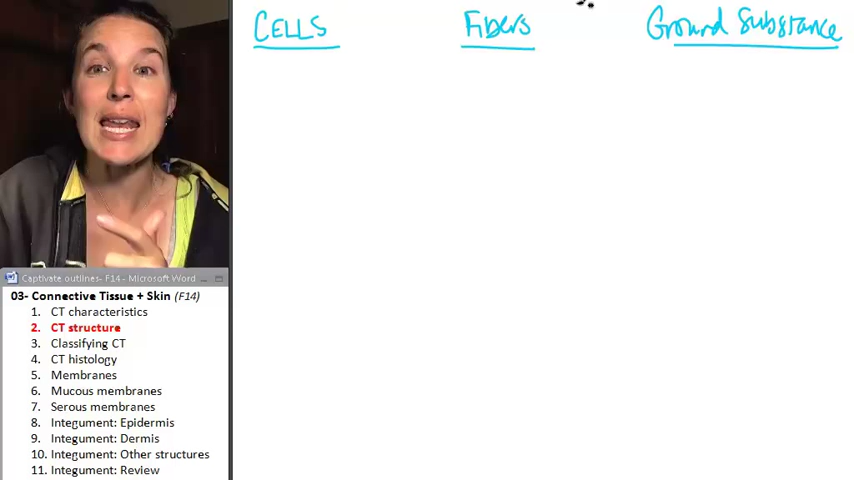 CELLS Fibers Ground Substance
Captivate outlines- F14 - Microsoft Word
03- Connective Tissue + Skin (F14)
1. CT characteristics
2. CT structure
3. Classifying CT
4. CT histology
5. Membranes
6. Mucous membranes
7. Serous membranes
8. Integument: Epidermis
9. Integument: Dermis
10. Integument: Other structures
11. Integument: Review